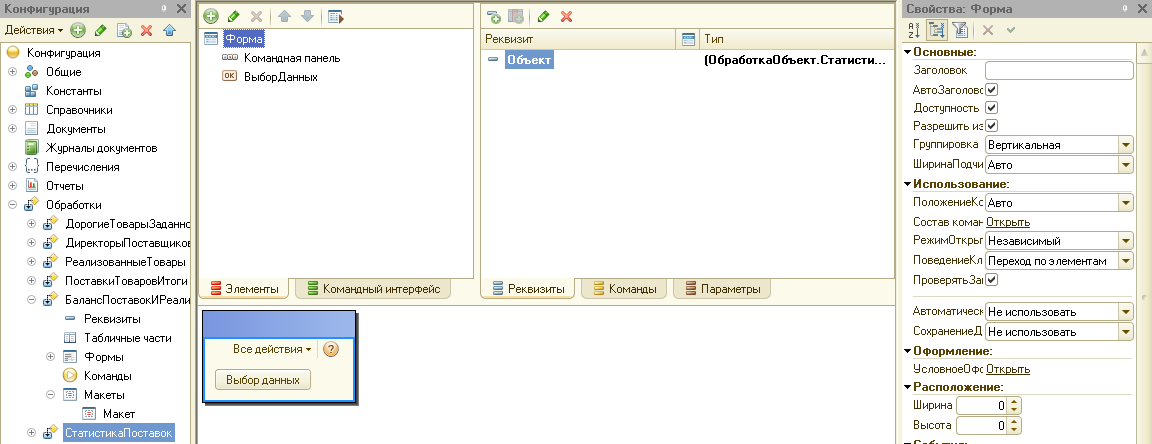 Конфигурация
Действия
Конфигурация
Общие
Константы
Справочники
Документы
Журналы документов
Перечисления
Отчеты
Обработки
ДорогиеТоварыЗаданно
ДиректорыПоставщиков
РеализованныеТовары
ПоставкиТоваровИтоги
БалансПоставокИРеали
Реквизиты
Табличные части
Формы
Команды
Макеты
Макет
СтатистикаПоставок
Форма
Командная панель
OK ВыборДанных
Элементы
Командный интерфейс
Реквизит Тип
Объект (ОбработкаОбъект.Статисти...
Реквизиты
Команды
Параметры
Все действия ?
Выбор данных
Свойства: Форма
Основные:
Заголовок
АвтоЗаголово
Доступность
Разрешить из
Группировка Вертикальная
ШиринаПодчи Авто
Использование:
ПоложениеКо Авто
Состав коман Открыть
РежимОткры Независимый
ПоведениеКл Переход по элементам
ПроверятьЗап
Автоматическ Не использовать
СохранениеД Не использовать
Оформление:
УсловноеОфо Открыть
Расположение:
Ширина 0
Высота 0